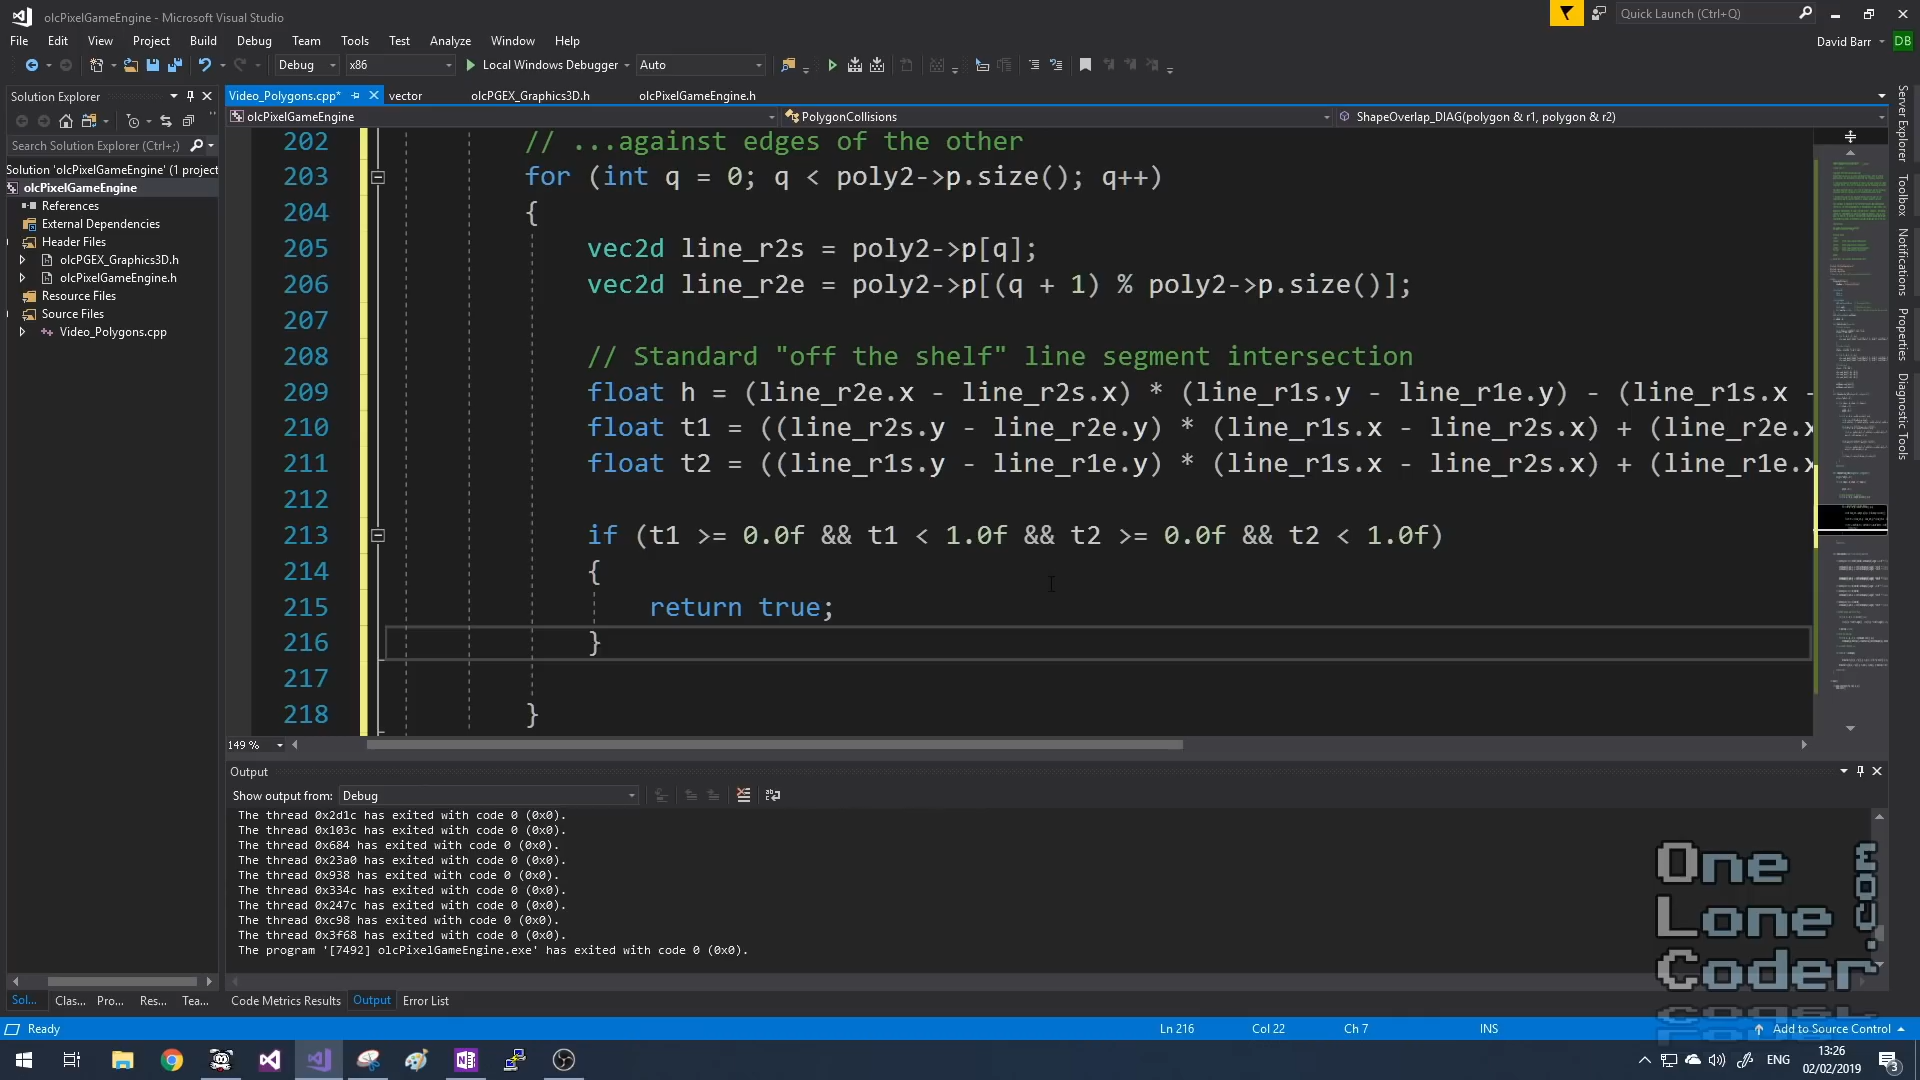 olcPixelGameEngine - Microsoft Visual Studio
Quick Launch (Ctrl+Q)
File Edit View Project Build Debug Team Tools Test Analyze Window Help
David Barr DB
Debug x86 Local Windows Debugger Auto
Solution Explorer
Video_Polygons.cpp* vector olcPGEX_Graphics3D.h olcPixelGameEngine.h
olcPixelGameEngine PolygonCollisions ShapeOverlap_DIAG(polygon & r1, polygon & r2)
Search Solution Explorer (Ctrl+;)
Solution 'olcPixelGameEngine' (1 project
olcPixelGameEngine
References
External Dependencies
Header Files
olcPGEX_Graphics3D.h
olcPixelGameEngine.h
Resource Files
Source Files
Video_Polygons.cpp
202 // ...against edges of the other
203 for (int q = 0; q < poly2->p.size(); q++)
204 {
205 vec2d line_r2s = poly2->p[q];
206 vec2d line_r2e = poly2->p[(q + 1) % poly2->p.size()];
207
208 // Standard "off the shelf" line segment intersection
209 float h = (line_r2e.x - line_r2s.x) * (line_r1s.y - line_r1e.y) - (line_r1s.x -
210 float t1 = ((line_r2s.y - line_r2e.y) * (line_r1s.x - line_r2s.x) + (line_r2e.x
211 float t2 = ((line_r1s.y - line_r1e.y) * (line_r1s.x - line_r2s.x) + (line_r1e.x
212
213 if (t1 >= 0.0f && t1 < 1.0f && t2 >= 0.0f && t2 < 1.0f)
214 {
215 return true;
216 }
217
218 }
149 %
Server Explorer
Toolbox
Notifications
Properties
Diagnostic Tools
Output
Show output from: Debug
The thread 0x2d1c has exited with code 0 (0x0).
The thread 0x103c has exited with code 0 (0x0).
The thread 0x684 has exited with code 0 (0x0).
The thread 0x23a0 has exited with code 0 (0x0).
The thread 0x938 has exited with code 0 (0x0).
The thread 0x334c has exited with code 0 (0x0).
The thread 0x247c has exited with code 0 (0x0).
The thread 0xc98 has exited with code 0 (0x0).
The thread 0x3f68 has exited with code 0 (0x0).
The program '[7492] olcPixelGameEngine.exe' has exited with code 0 (0x0).
One
Lone
Coder
Sol... Clas... Pro... Res... Tea... Code Metrics Results Output Error List
Ready Ln 216 Col 22 Ch 7 INS Add to Source Control
ENG 13:26
02/02/2019
3